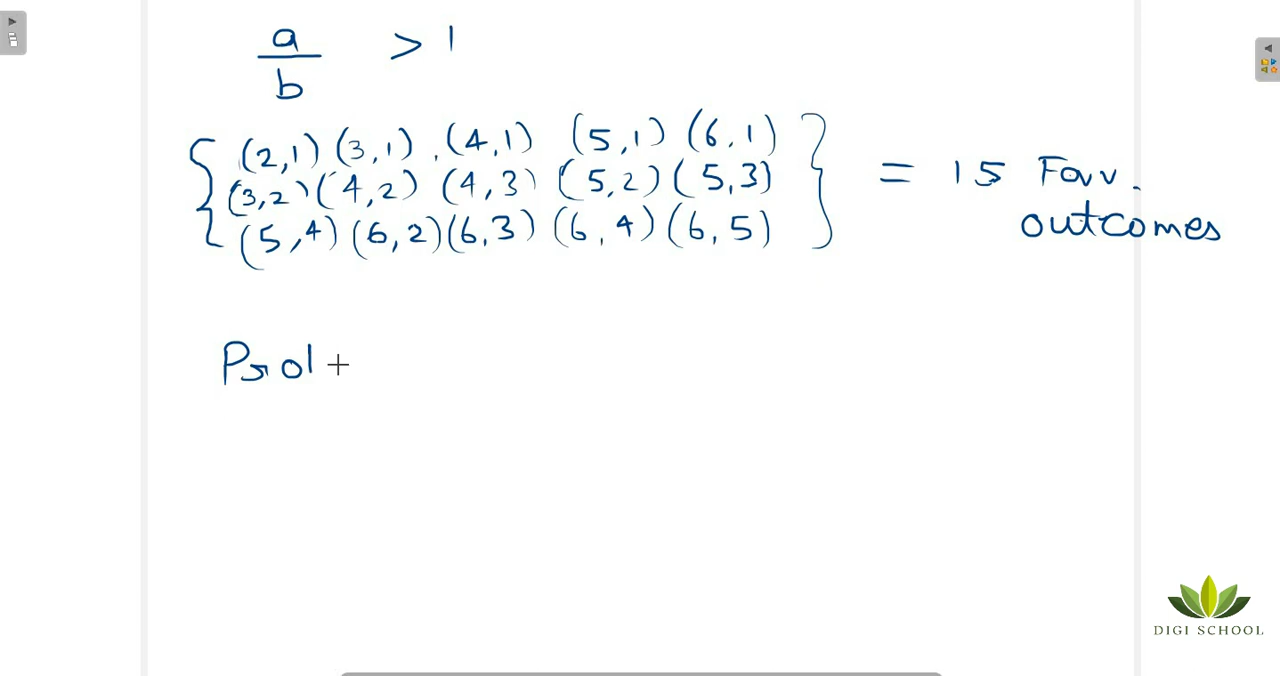 a
b
> 1
{ (2,1) (3,1) . (4,1) (5,1) (6,1)
(3,2) (4,2) (4,3) (5,2) (5,3)
(5,4) (6,2) (6,3) (6,4) (6,5) }
= 15 Fav.
outcomes
Prol
DIGI SCHOOL